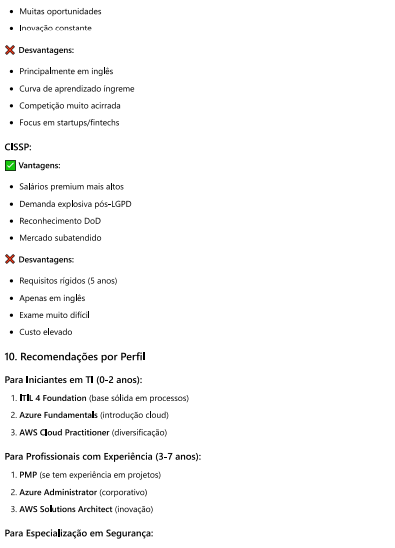 • Muitas oportunidades
• Inovação constante
❌ Desvantagens:
• Principalmente em inglês
• Curva de aprendizado íngreme
• Competição muito acirrada
• Focus em startups/fintechs
CISSP:
✅ Vantagens:
• Salários premium mais altos
• Demanda explosiva pós-LGPD
• Reconhecimento DoD
• Mercado subatendido
❌ Desvantagens:
• Requisitos rígidos (5 anos)
• Apenas em inglês
• Exame muito difícil
• Custo elevado
10. Recomendações por Perfil
Para Iniciantes em TI (0-2 anos):
1. ITIL 4 Foundation (base sólida em processos)
2. Azure Fundamentals (introdução cloud)
3. AWS Cloud Practitioner (diversificação)
Para Profissionais com Experiência (3-7 anos):
1. PMP (se tem experiência em projetos)
2. Azure Administrator (corporativo)
3. AWS Solutions Architect (inovação)
Para Especialização em Segurança: